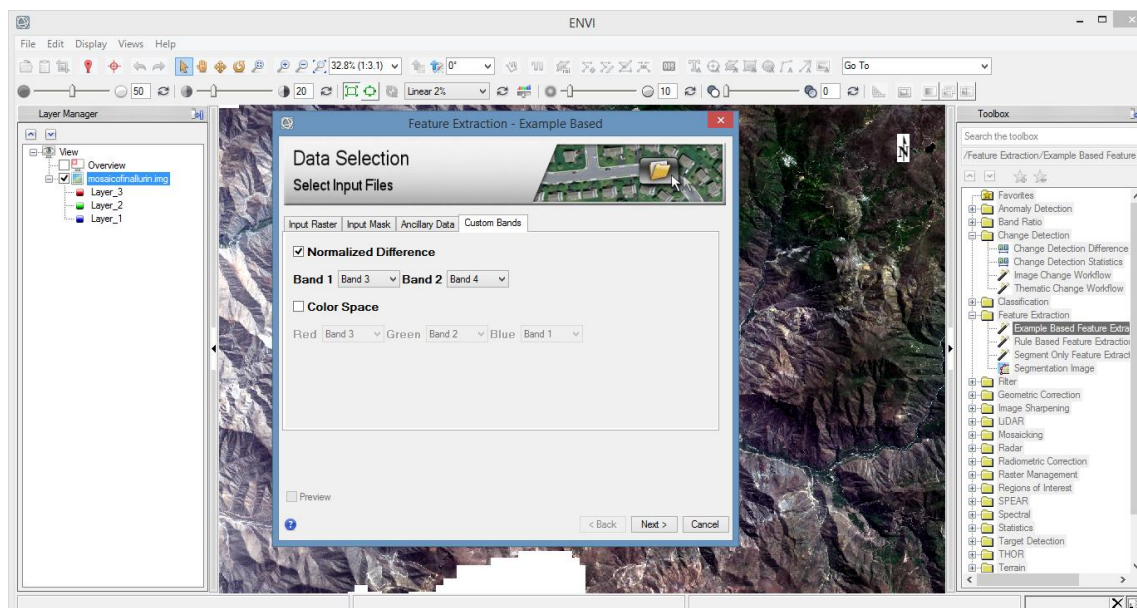 ENVI
File Edit Display Views Help
32.8% (1:3.1) 0° Go To
50 20 Linear 2% 10 0
Layer Manager
View
Overview
mosaicofinallurin.img
Layer_3
Layer_2
Layer_1
Feature Extraction - Example Based
Data Selection
Select Input Files
Input Raster Input Mask Ancillary Data Custom Bands
Normalized Difference
Band 1 Band 3 Band 2 Band 4
Color Space
Red Band 3 Green Band 2 Blue Band 1
Preview
< Back Next > Cancel
N
Toolbox
Search the toolbox
/Feature Extraction/Example Based Feature
Favorites
Anomaly Detection
Band Ratio
Change Detection
Change Detection Difference
Change Detection Statistics
Image Change Workflow
Thematic Change Workflow
Classification
Feature Extraction
Example Based Feature Extra
Rule Based Feature Extraction
Segment Only Feature Extract
Segmentation Image
Filter
Geometric Correction
Image Sharpening
LiDAR
Mosaicking
Radar
Radiometric Correction
Raster Management
Regions of Interest
SPEAR
Spectral
Statistics
Target Detection
THOR
Terrain